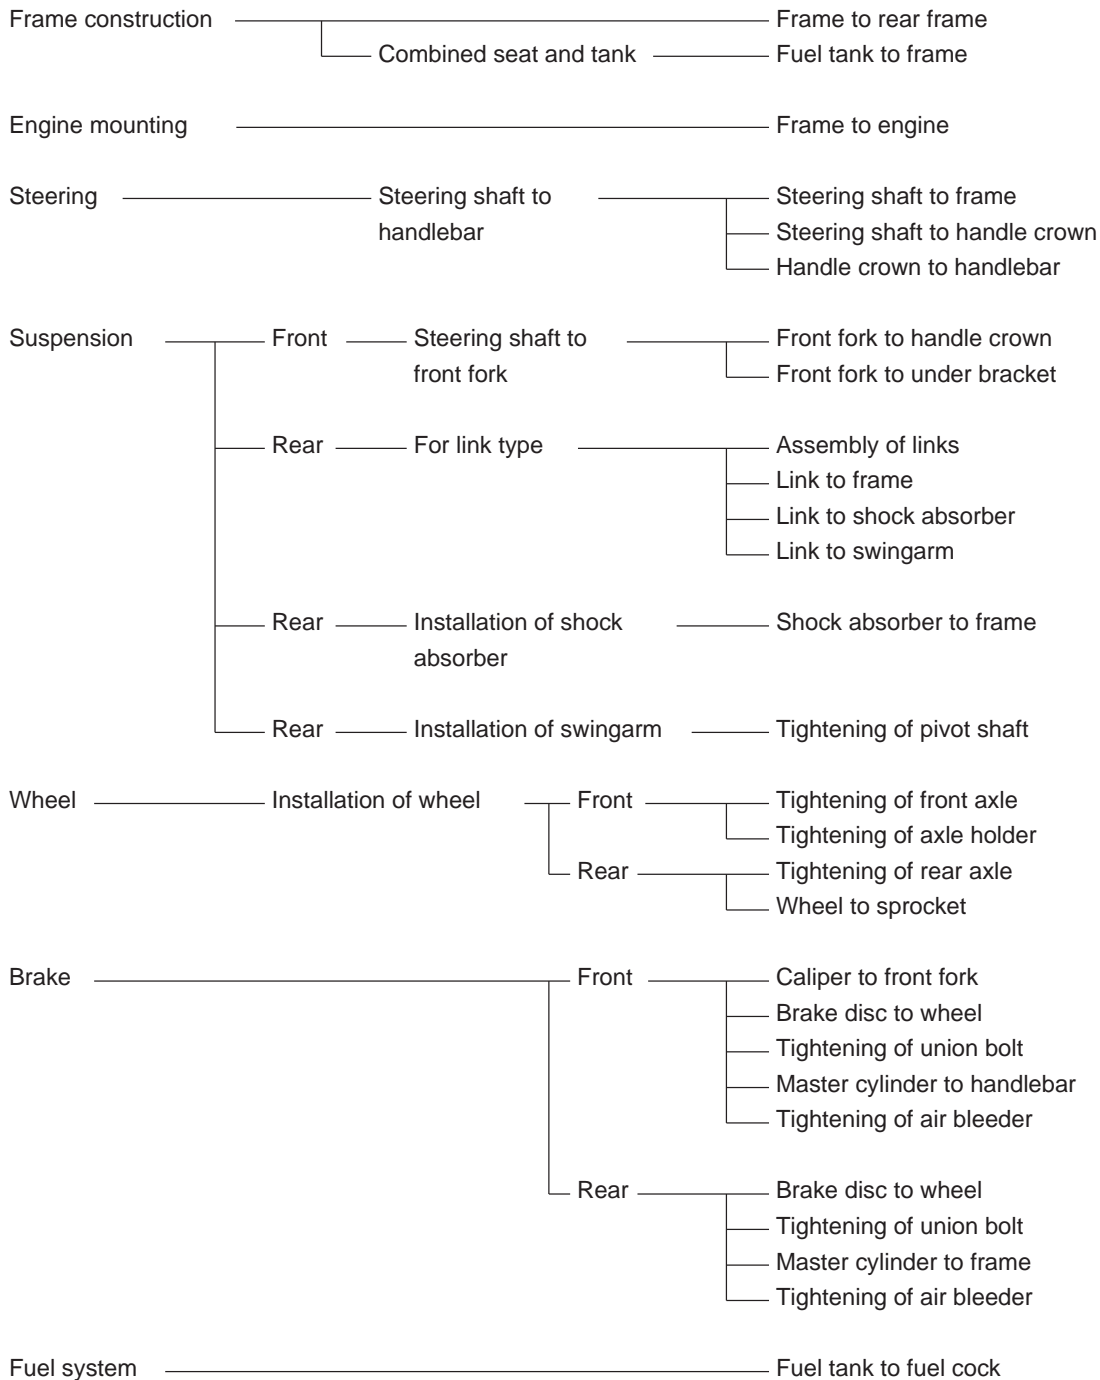 Frame construction Frame to rear frame
Combined seat and tank Fuel tank to frame
Engine mounting Frame to engine
Steering Steering shaft to Steering shaft to frame
handlebar Steering shaft to handle crown
Handle crown to handlebar
Suspension Front Steering shaft to Front fork to handle crown
front fork Front fork to under bracket
Rear For link type Assembly of links
Link to frame
Link to shock absorber
Link to swingarm
Rear Installation of shock Shock absorber to frame
absorber
Rear Installation of swingarm Tightening of pivot shaft
Wheel Installation of wheel Front Tightening of front axle
Tightening of axle holder
Rear Tightening of rear axle
Wheel to sprocket
Brake Front Caliper to front fork
Brake disc to wheel
Tightening of union bolt
Master cylinder to handlebar
Tightening of air bleeder
Rear Brake disc to wheel
Tightening of union bolt
Master cylinder to frame
Tightening of air bleeder
Fuel system Fuel tank to fuel cock